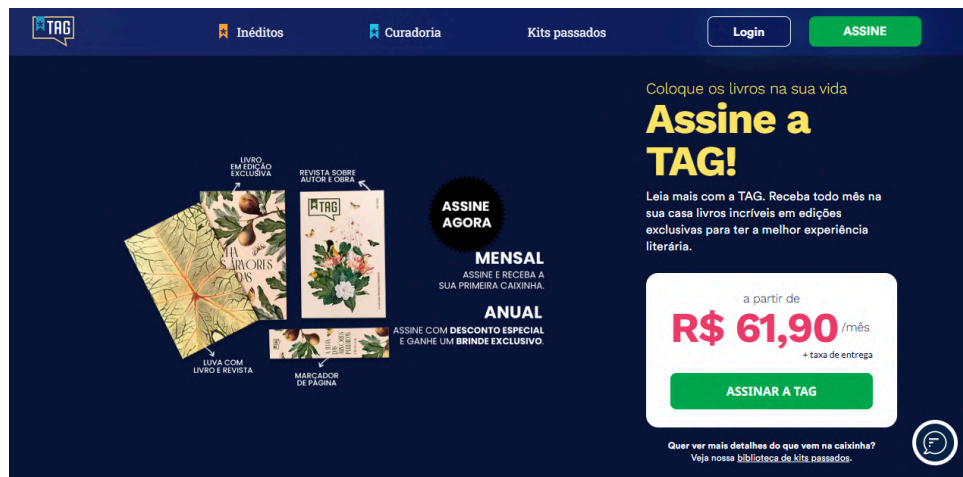 TAG
Inéditos
Curadoria
Kits passados
Login
ASSINE
Coloque os livros na sua vida
Assine a
TAG!
Leia mais com a TAG. Receba todo mês na
sua casa livros incríveis em edições
exclusivas para ter a melhor experiência
literária.
LIVRO
EM EDIÇÃO
EXCLUSIVA
REVISTA SOBRE
AUTOR E OBRA
TAG
ILHA
ÁRVORES
DAS
LUVA COM
LIVRO E REVISTA
MARCADOR
DE PÁGINA
ASSINE
AGORA
MENSAL
ASSINE E RECEBA A
SUA PRIMEIRA CAIXINHA.
ANUAL
ASSINE COM DESCONTO ESPECIAL
E GANHE UM BRINDE EXCLUSIVO.
a partir de
R$ 61,90 /mês
+ taxa de entrega
ASSINAR A TAG
Quer ver mais detalhes do que vem na caixinha?
Veja nossa biblioteca de kits passados.